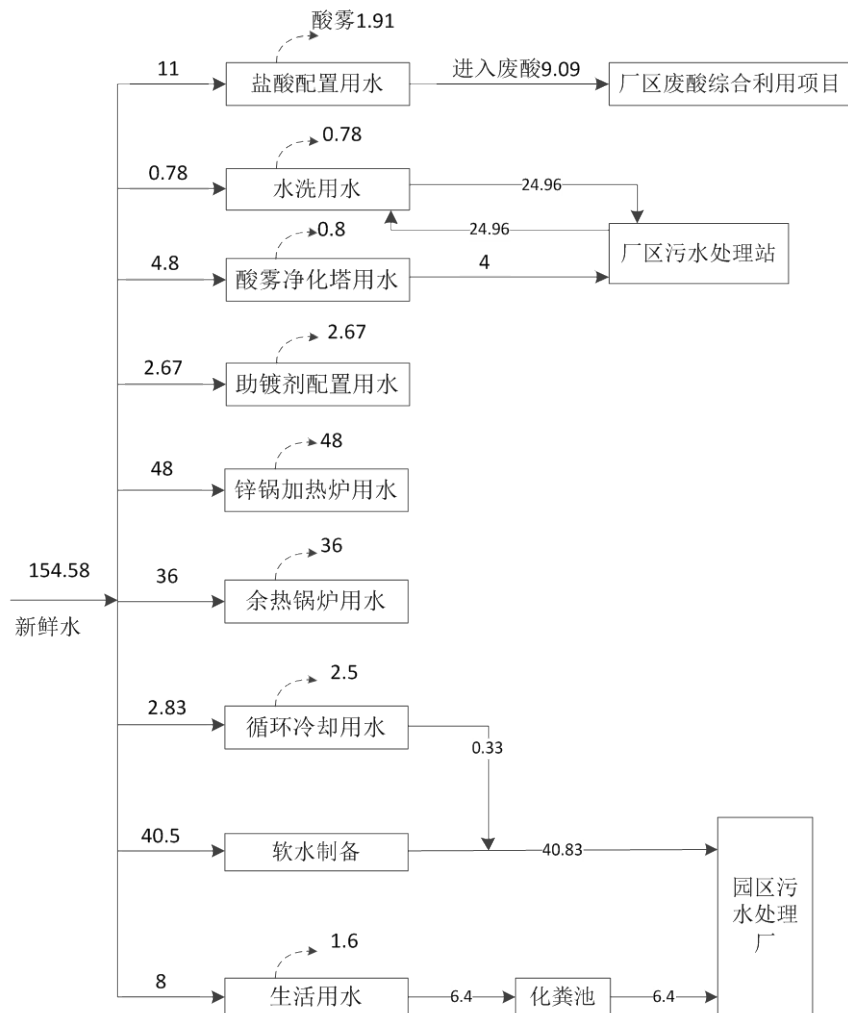 酸雾1.91
11
盐酸配置用水
进入废酸9.09
厂区废酸综合利用项目
0.78
0.78
水洗用水
24.96
24.96
厂区污水处理站
0.8
4.8
酸雾净化塔用水
4
2.67
2.67
助镀剂配置用水
48
48
锌锅加热炉用水
154.58
新鲜水
36
36
余热锅炉用水
2.5
2.83
循环冷却用水
0.33
40.5
软水制备
40.83
园区污
水处理
厂
1.6
8
生活用水
6.4
化粪池
6.4